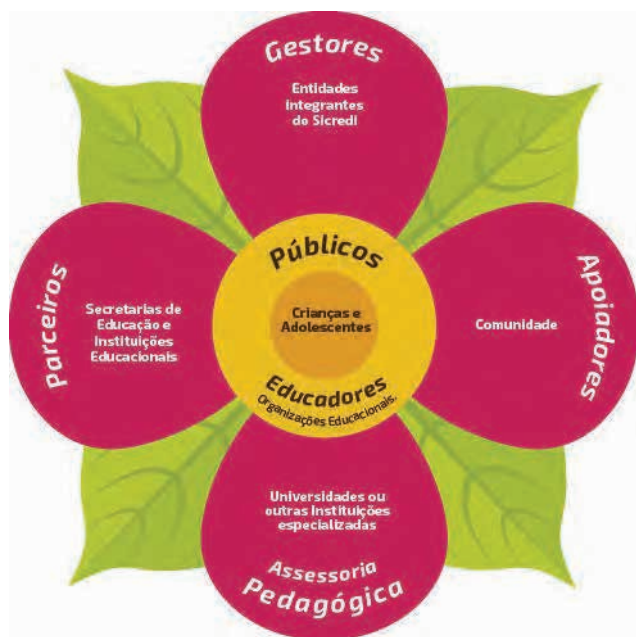 Gestores
Entidades
integrantes
do Sicredi
Parceiros
Secretarias de
Educação e
Instituições
Educacionais
Públicos
Crianças e
Adolescentes
Educadores
Organizações Educacionais.
Apoiadores
Comunidade
Universidades ou
outras Instituições
especializadas
Assessoria
Pedagógica